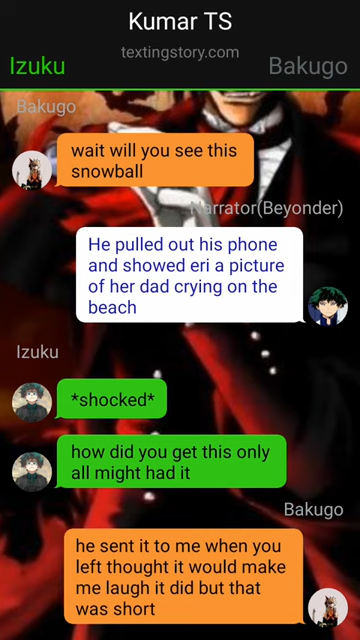 Kumar TS
textingstory.com
Izuku
Bakugo
Bakugo
wait will you see this
snowball
Narrator(Beyonder)
He pulled out his phone
and showed eri a picture
of her dad crying on the
beach
Izuku
*shocked*
how did you get this only
all might had it
Bakugo
he sent it to me when you
left thought it would make
me laugh it did but that
was short